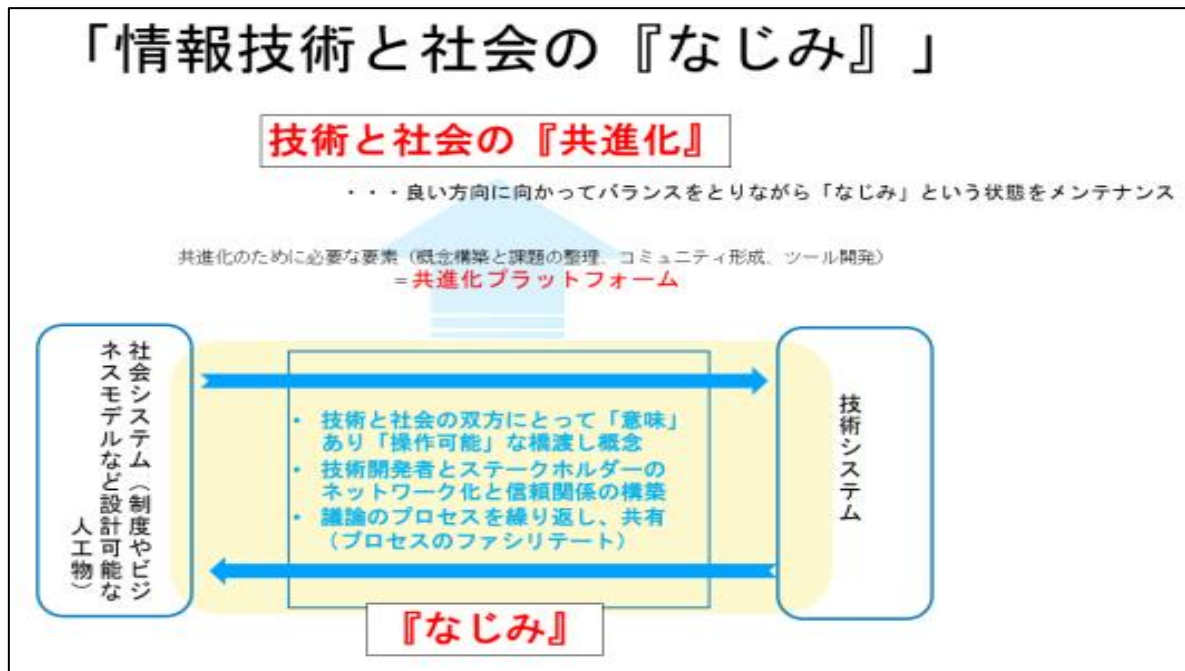 「情報技術と社会の『なじみ』」
技術と社会の『共進化』
・・・良い方向に向かってバランスをとりながら「なじみ」という状態をメンテナンス
共進化のために必要な要素（概念構築と課題の整理、コミュニティ形成、ツール開発）
＝共進化プラットフォーム
社会システム（制度やビジ
ネスモデルなど設計可能な
人工物）
・ 技術と社会の双方にとって「意味」
あり「操作可能」な橋渡し概念
・ 技術開発者とステークホルダーの
ネットワーク化と信頼関係の構築
・ 議論のプロセスを繰り返し、共有
（プロセスのファシリテート）
技術システム
『なじみ』